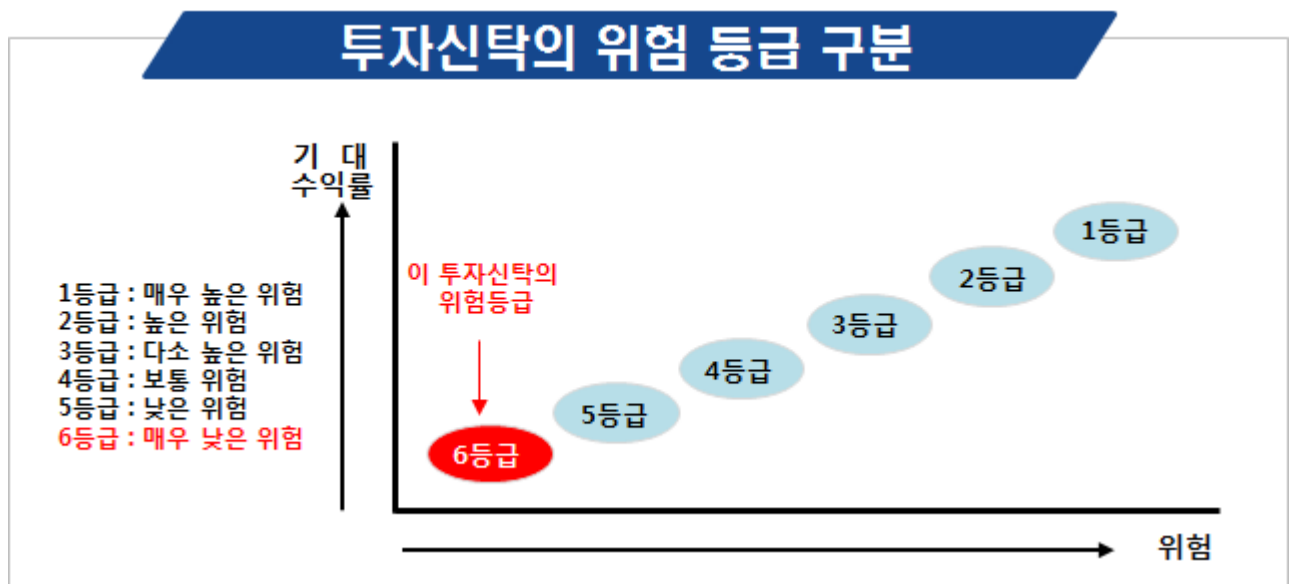 투자신탁의 위험 등급 구분
기 대
수익률
1등급 : 매우 높은 위험
2등급 : 높은 위험
3등급 : 다소 높은 위험
4등급 : 보통 위험
5등급 : 낮은 위험
6등급 : 매우 낮은 위험
이 투자신탁의
위험등급
6등급
5등급
4등급
3등급
2등급
1등급
위험